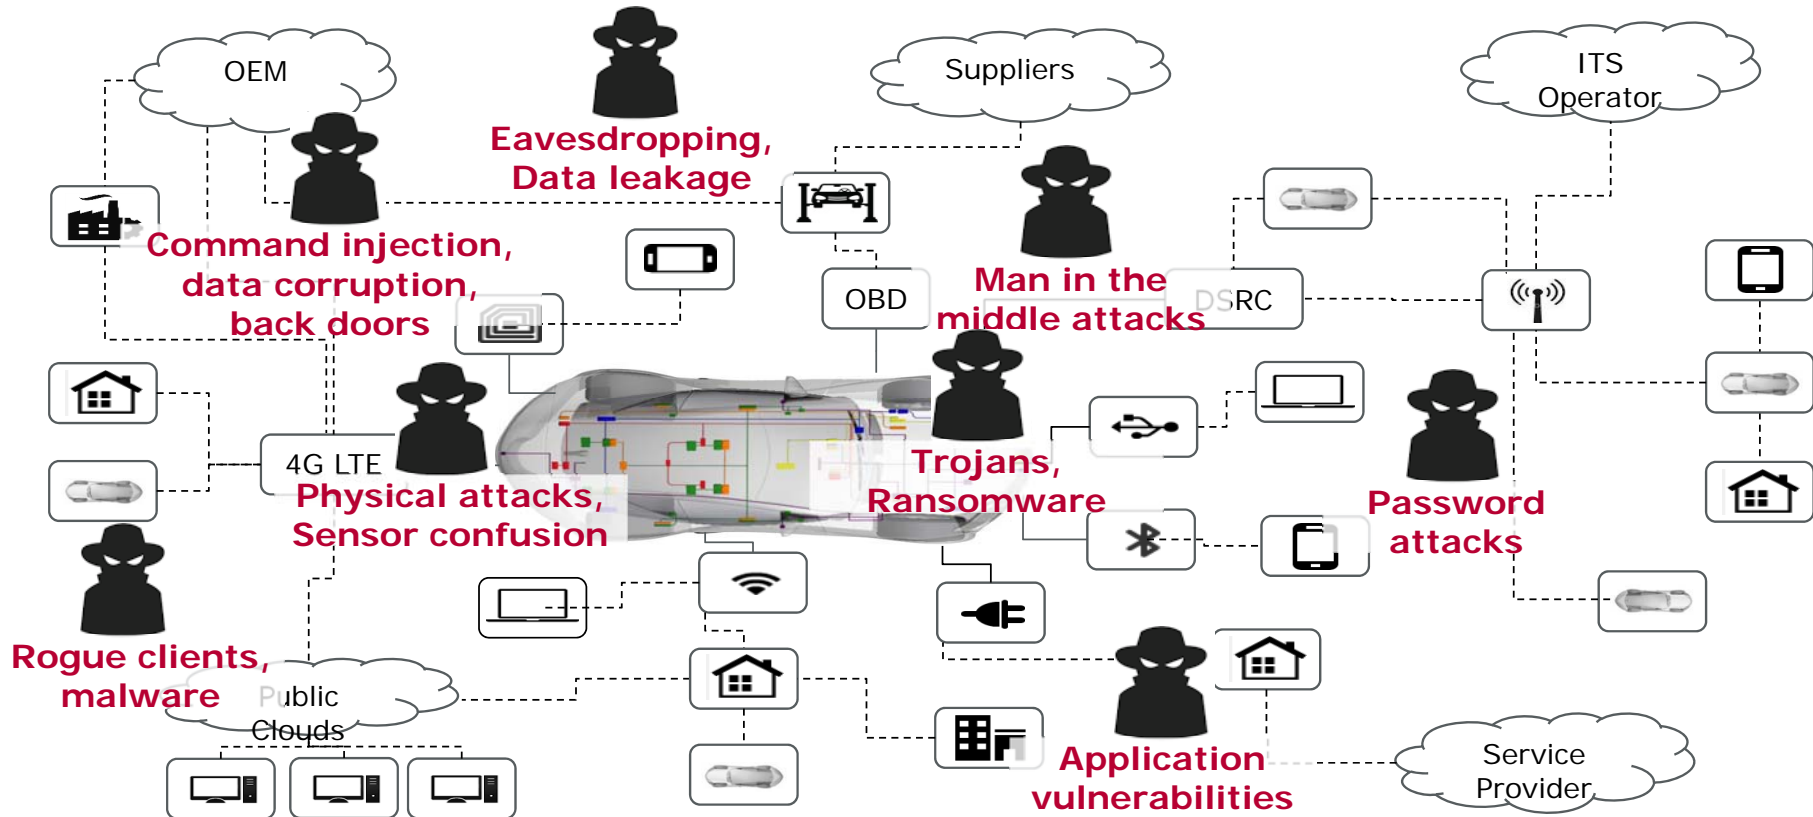 OEM
Suppliers
ITS
Operator
Eavesdropping,
Data leakage
Command injection,
data corruption,
back doors
OBD
Man in the
middle attacks
DSRC
4G LTE
Physical attacks,
Sensor confusion
Trojans,
Ransomware
Password
attacks
Rogue clients,
malware
Public
Clouds
Application
vulnerabilities
Service
Provider